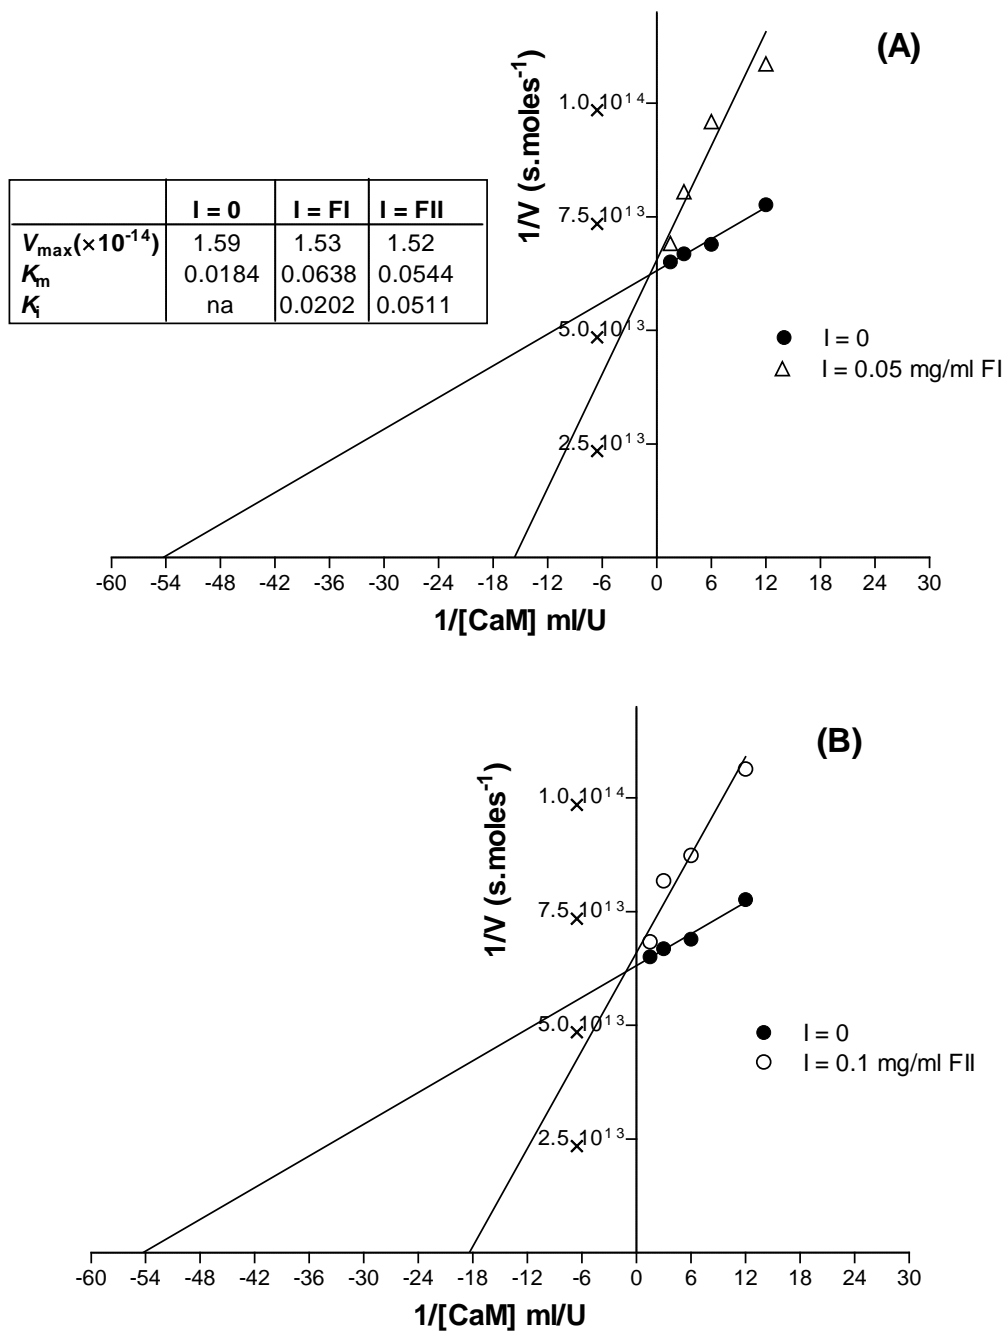 (A)
1/V (s.moles⁻¹)
1.0×10¹⁴
7.5×10¹³
5.0×10¹³
2.5×10¹³
I = 0 I = FI I = FII
Vmax(×10⁻¹⁴) 1.59 1.53 1.52
Km 0.0184 0.0638 0.0544
Ki na 0.0202 0.0511
I = 0
I = 0.05 mg/ml FI
-60 -54 -48 -42 -36 -30 -24 -18 -12 -6 0 6 12 18 24 30
1/[CaM] ml/U
(B)
1/V (s.moles⁻¹)
1.0×10¹⁴
7.5×10¹³
5.0×10¹³
2.5×10¹³
I = 0
I = 0.1 mg/ml FII
-60 -54 -48 -42 -36 -30 -24 -18 -12 -6 0 6 12 18 24 30
1/[CaM] ml/U